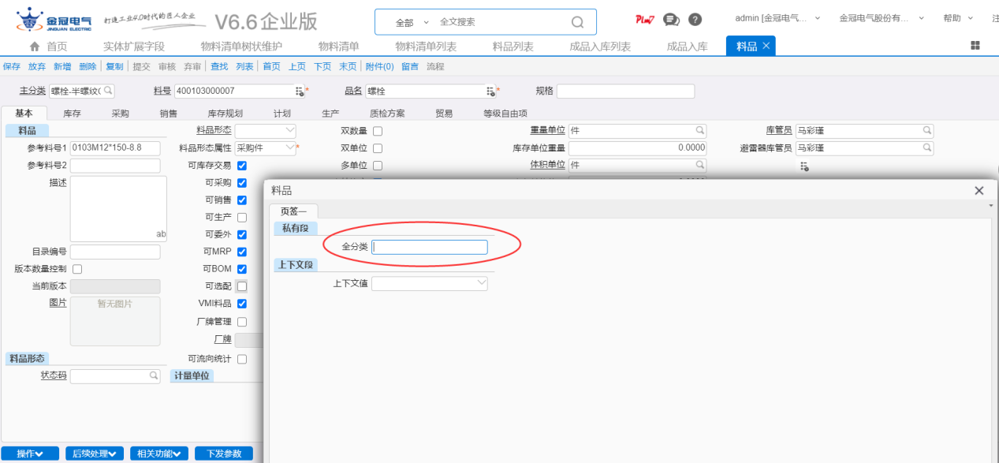 金冠电气 JINGUAN ELECTRIC 打造工业4.0时代的匠人企业 V6.6企业版 全部 全文搜索 PLM7 ? admin [金冠电气... 金冠电气股份有... 帮助 注
首页 实体扩展字段 物料清单树状维护 物料清单 物料清单列表 料品列表 成品入库列表 成品入库 料品 ×
保存 放弃 新增 删除 复制 提交 审核 弃审 查找 列表 首页 上页 下页 末页 附件(0) 留言 流程
主分类 螺栓-半螺纹( 料号 400103000007 * 品名 螺栓 * 规格
基本 库存 采购 销售 库存规划 计划 生产 质检方案 贸易 等级自由项
料品 料品形态 双数量 重量单位 件 库管员 马彩瑾
参考料号1 0103M12*150-8.8 料品形态属性 采购件 * 双单位 库存单位重量 0.0000 避雷器库管员 马彩瑾
参考料号2 可库存交易 多单位 体积单位 件
描述 可采购
料品
可销售
页签一
可生产
私有段
ab 可委外
全分类
目录编号 可MRP
上下文段
版本数量控制 可BOM
当前版本 可选配 上下文值
图片 暂无图片 VMI料品
厂牌管理
厂牌
料品形态 可流向统计
状态码 计量单位
操作 后续处理 相关功能 下发参数